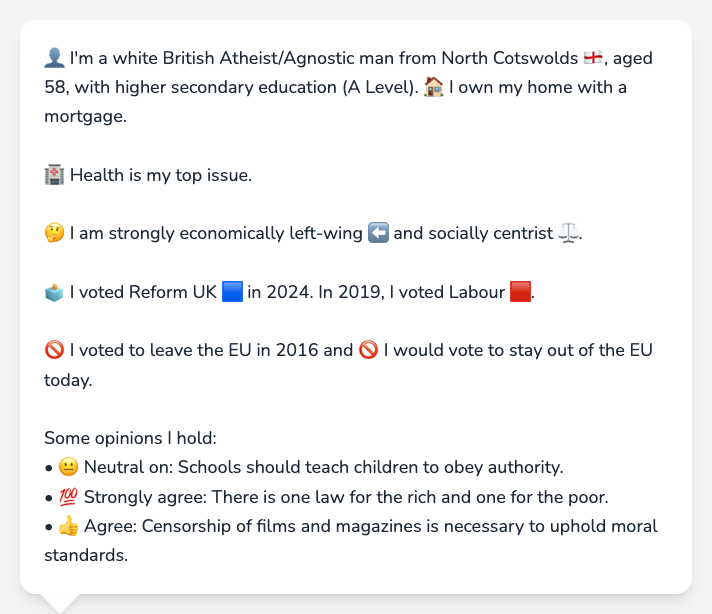 👤 I'm a white British Atheist/Agnostic man from North Cotswolds 🏴󠁧󠁢󠁥󠁮󠁧󠁿, aged
58, with higher secondary education (A Level). 🏠 I own my home with a
mortgage.
🏥 Health is my top issue.
🤔 I am strongly economically left-wing ⬅️ and socially centrist ⚖️.
🗳️ I voted Reform UK 🟦 in 2024. In 2019, I voted Labour 🟥.
🚫 I voted to leave the EU in 2016 and 🚫 I would vote to stay out of the EU
today.
Some opinions I hold:
• 😐 Neutral on: Schools should teach children to obey authority.
• 💯 Strongly agree: There is one law for the rich and one for the poor.
• 👍 Agree: Censorship of films and magazines is necessary to uphold moral
standards.